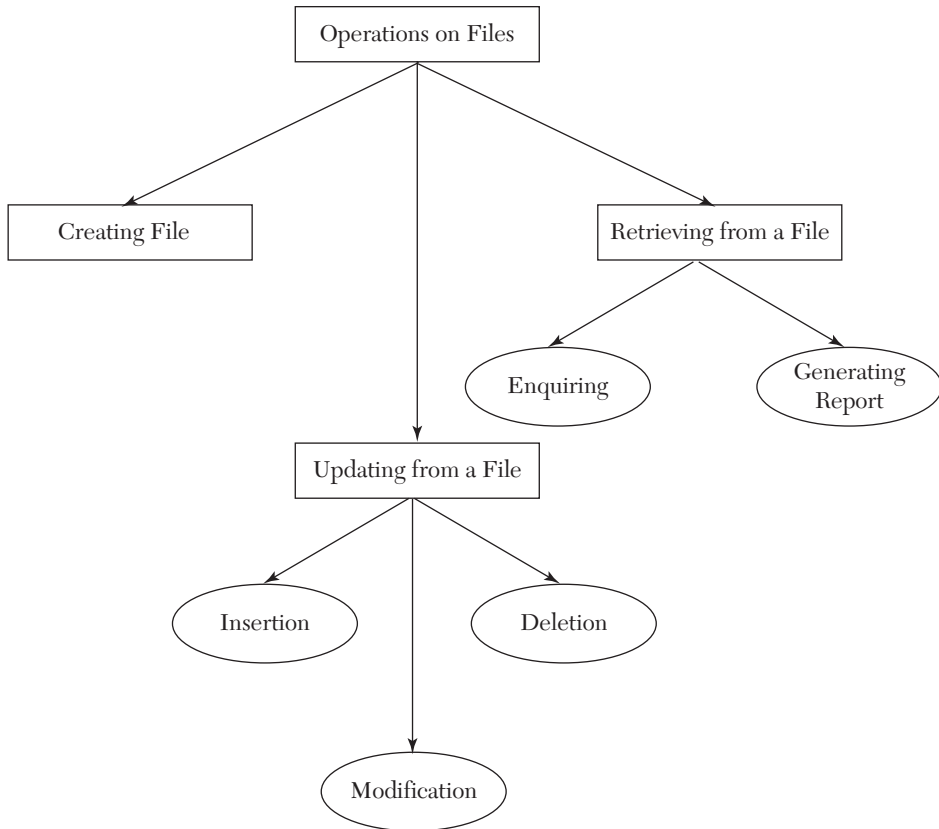 Operations on Files
Creating File
Retrieving from a File
Enquiring
Generating
Report
Updating from a File
Insertion
Deletion
Modification